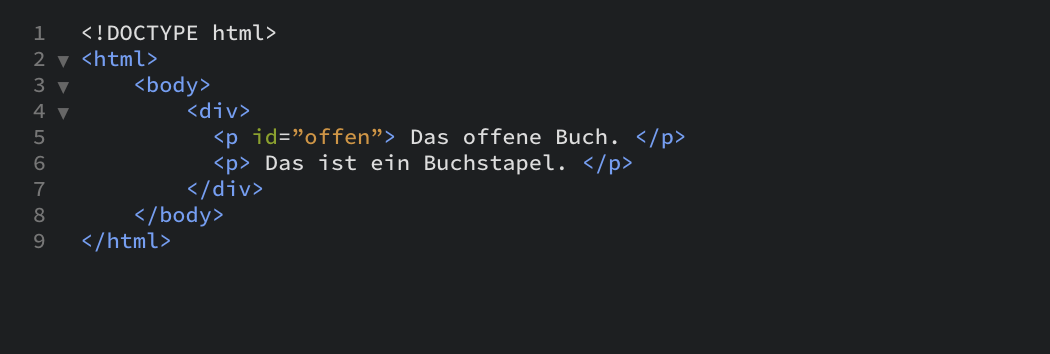 1 <!DOCTYPE html>
2 ▼ <html>
3 ▼ <body>
4 ▼ <div>
5 <p id=”offen”> Das offene Buch. </p>
6 <p> Das ist ein Buchstapel. </p>
7 </div>
8 </body>
9 </html>